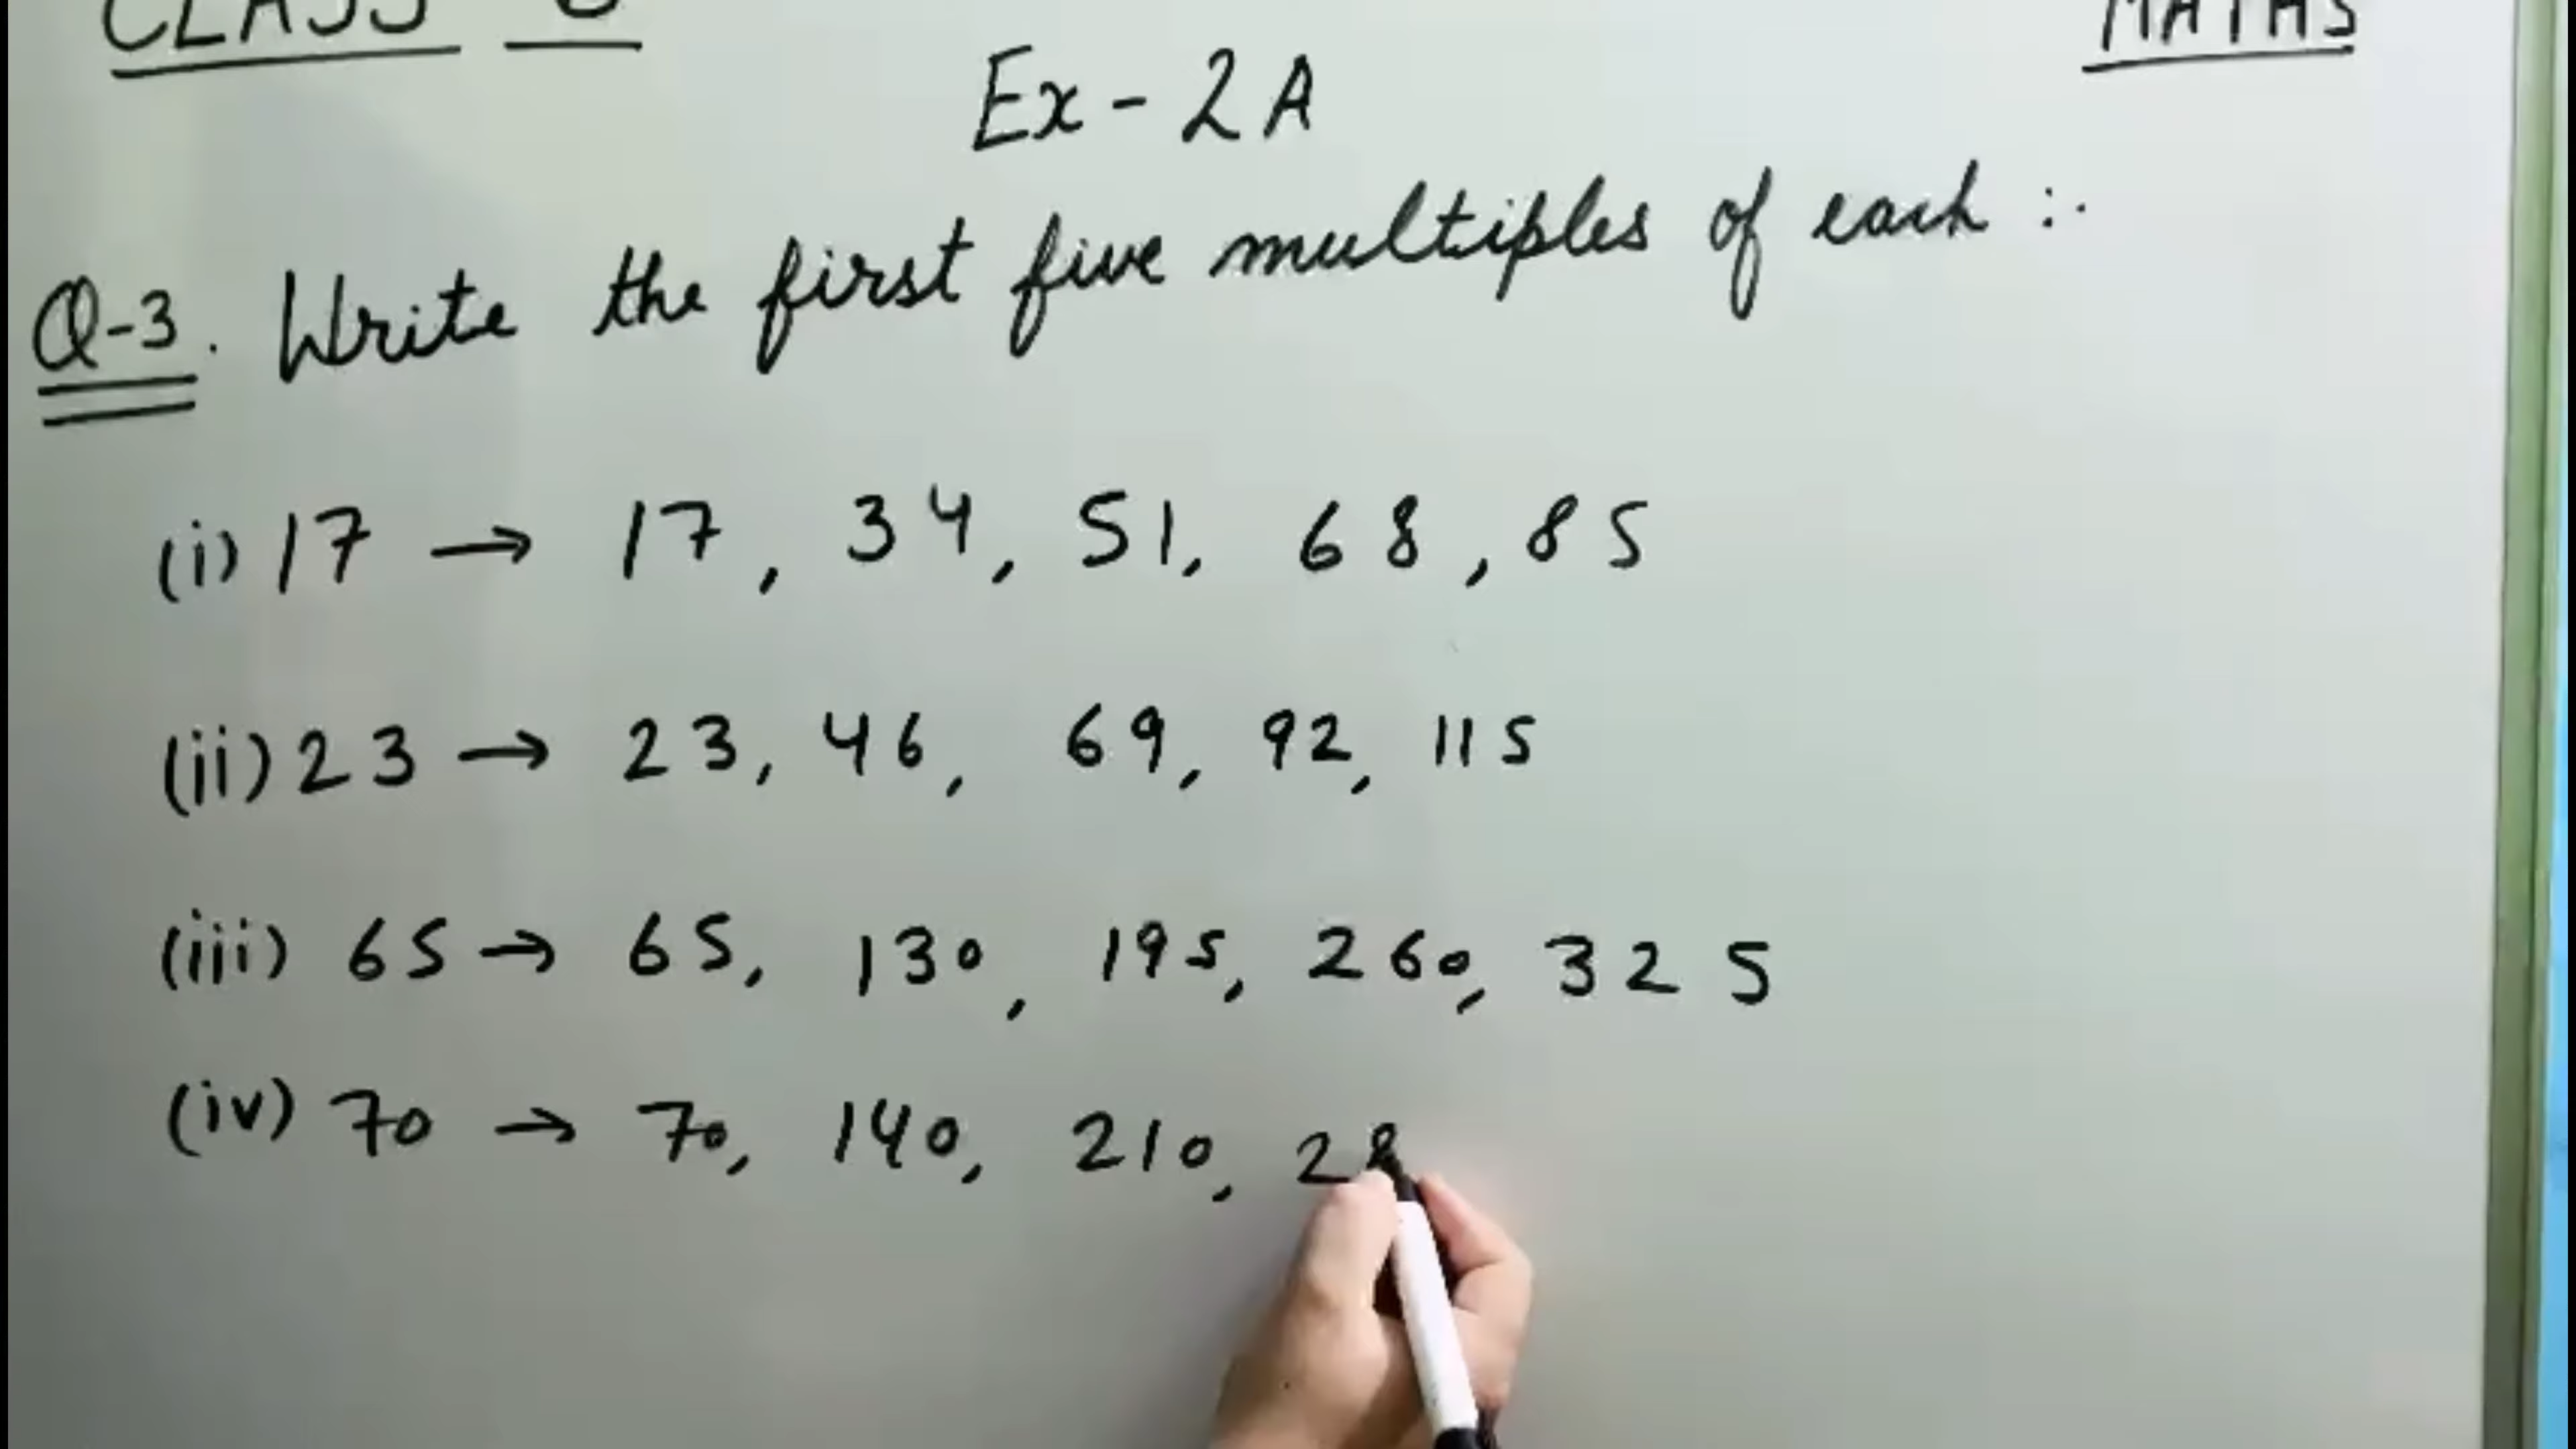 CLASS
MATHS
Ex - 2A
Q-3. Write the first five multiples of each :.
(i) 17 → 17, 34, 51, 68, 85
(ii) 23 → 23, 46, 69, 92, 115
(iii) 65 → 65, 130, 195, 260, 325
(iv) 70 → 70, 140, 210, 28